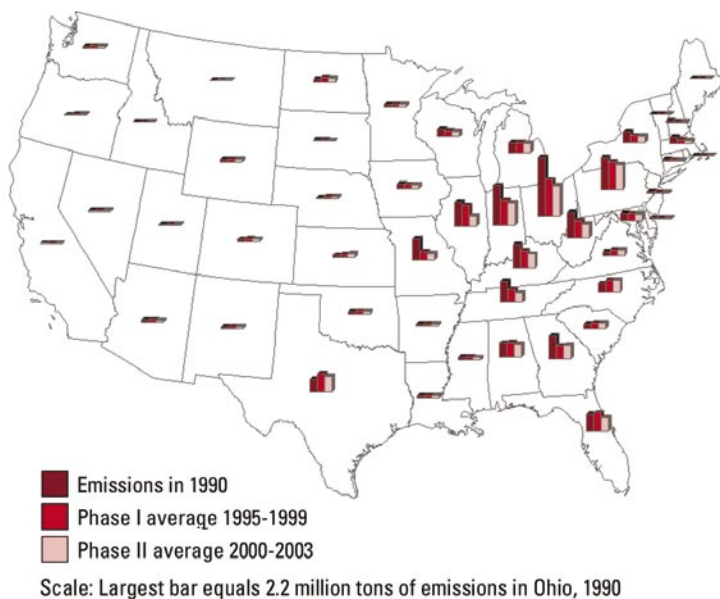 Emissions in 1990
Phase I average 1995-1999
Phase II average 2000-2003
Scale: Largest bar equals 2.2 million tons of emissions in Ohio, 1990